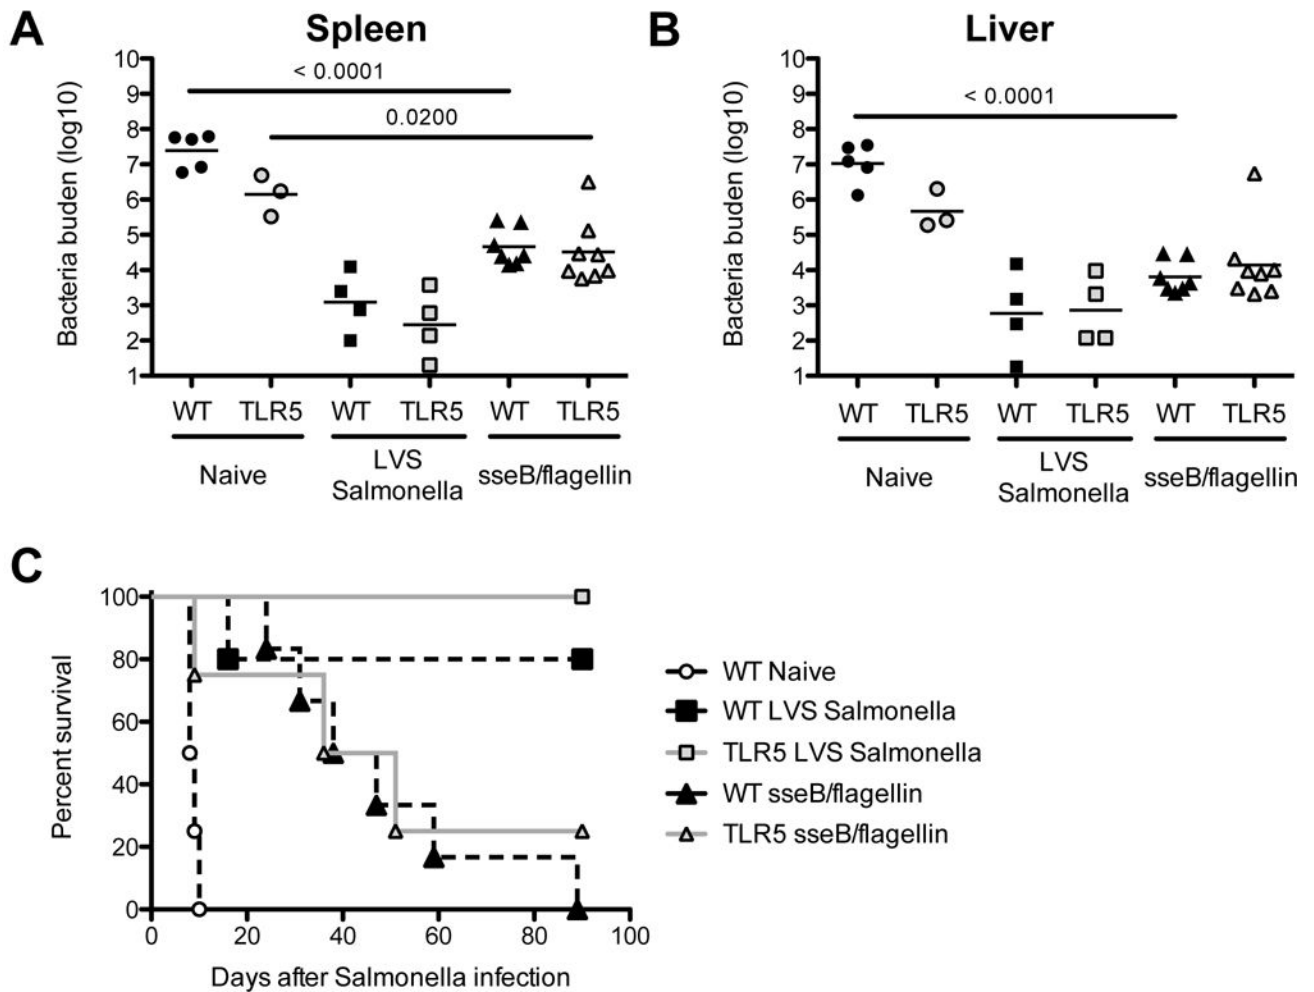 A
Spleen
Bacteria buden (log10)
10
9
8
7
6
5
4
3
2
1
< 0.0001
0.0200
WT TLR5 WT TLR5 WT TLR5
Naive
LVS
Salmonella
sseB/flagellin
B
Liver
Bacteria buden (log10)
10
9
8
7
6
5
4
3
2
1
< 0.0001
WT TLR5 WT TLR5 WT TLR5
Naive
LVS
Salmonella
sseB/flagellin
C
Percent survival
100
80
60
40
20
0
0 20 40 60 80 100
Days after Salmonella infection
WT Naive
WT LVS Salmonella
TLR5 LVS Salmonella
WT sseB/flagellin
TLR5 sseB/flagellin